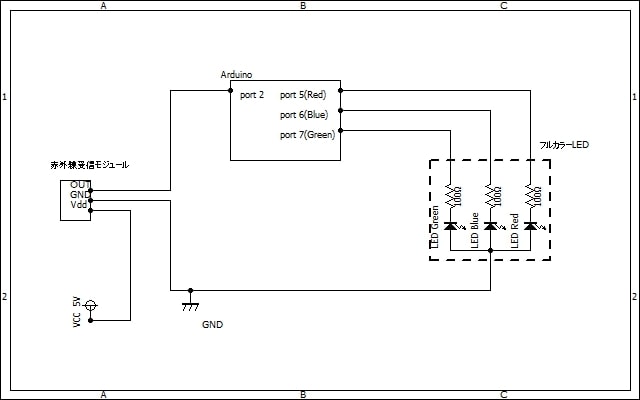 A B C
Arduino
port 2 port 5(Red)
1 1
port 6(Blue)
port 7(Green)
フルカラーLED
赤外線受信モジュール
OUT
GND
Vdd
100Ω 100Ω 100Ω
LED Green LED Blue LED Red
2 2
VCC 5V
GND
A B C